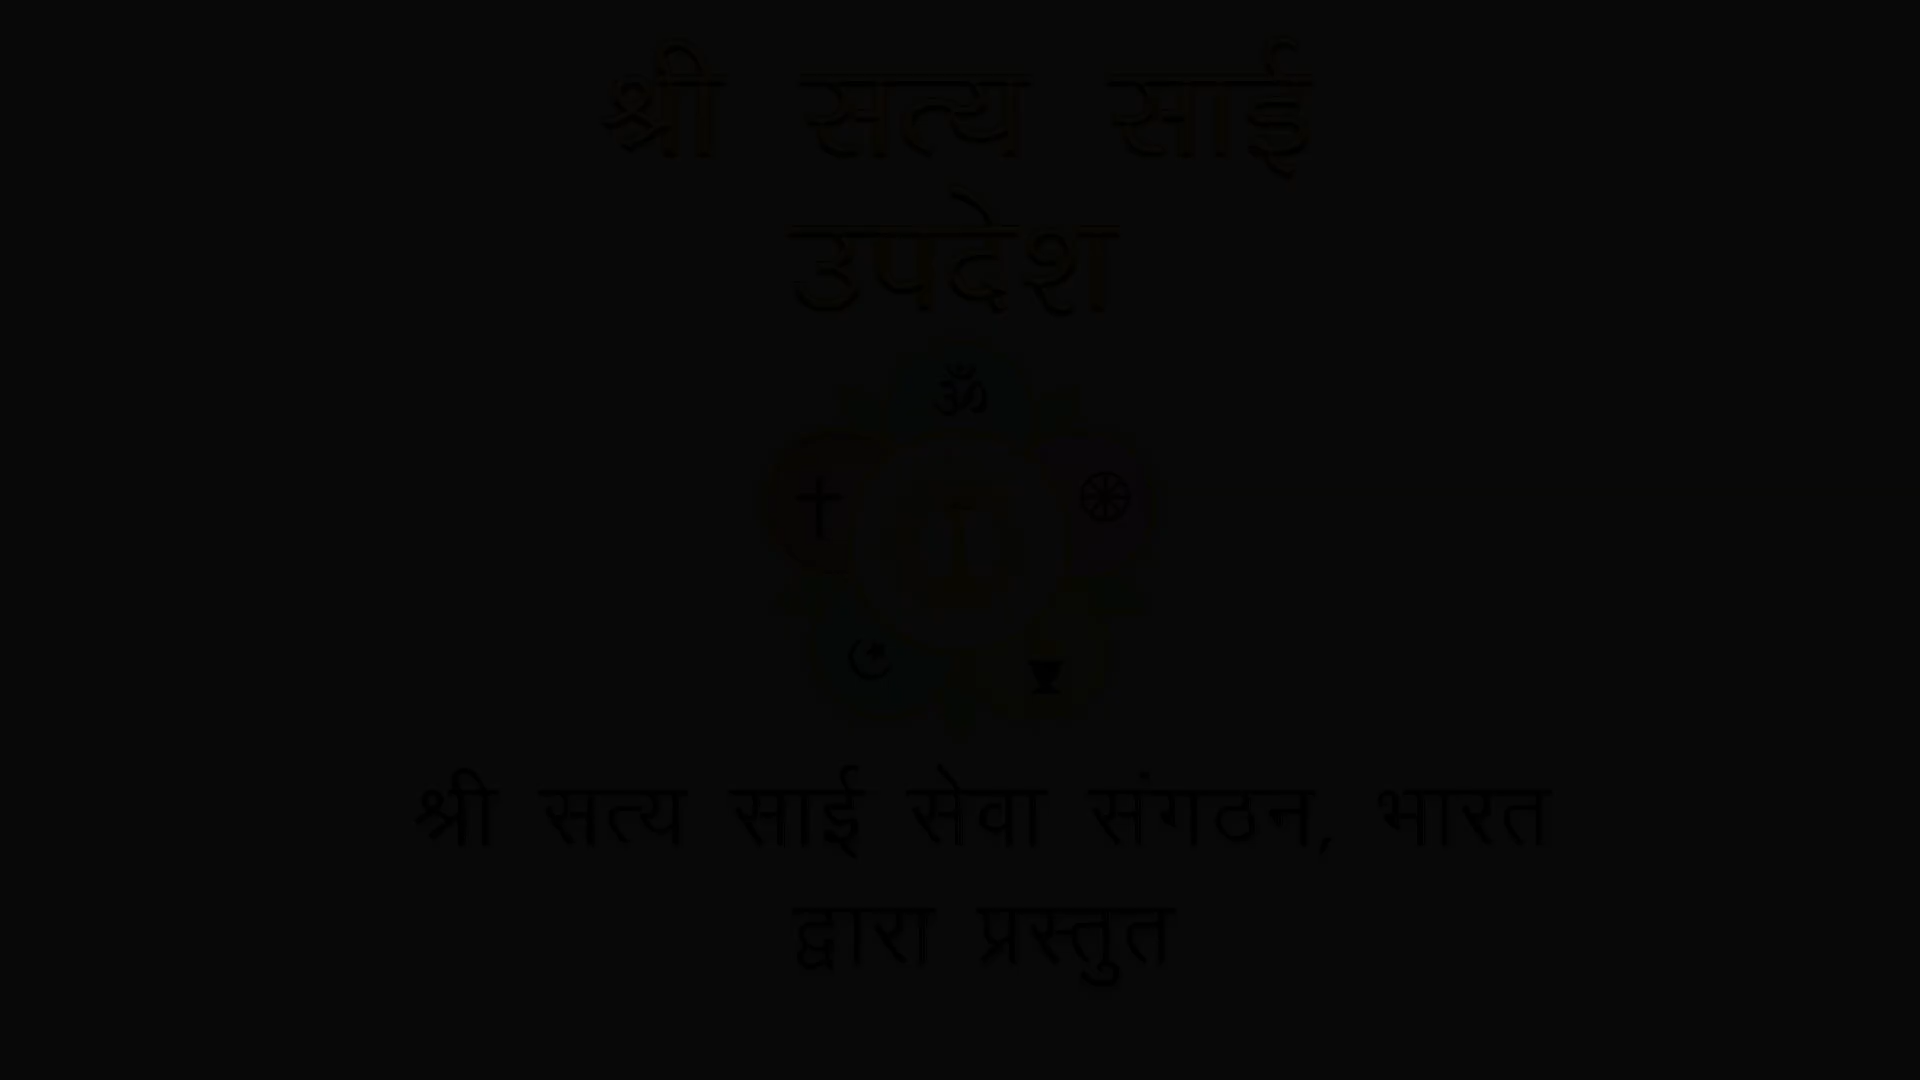 श्री सत्य साई
उपदेश
ॐ
श्री सत्य साई सेवा संगठन, भारत
द्वारा प्रस्तुत